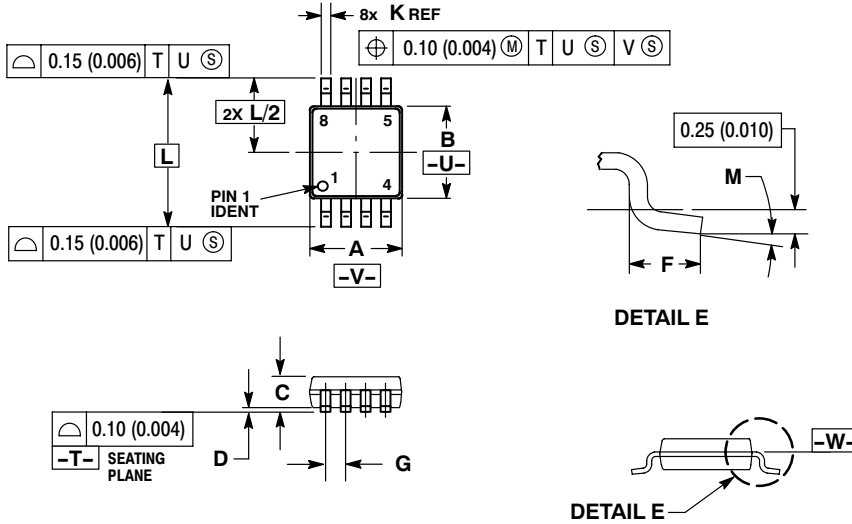 8x K REF
⌖ 0.10 (0.004) Ⓜ T U Ⓢ V Ⓢ
⌓ 0.15 (0.006) T U Ⓢ
2X L/2
8 5
L
B
-U-
PIN 1
IDENT
1 4
⌓ 0.15 (0.006) T U Ⓢ
A
-V-
0.25 (0.010)
M
F
DETAIL E
C
⌓ 0.10 (0.004)
-T- SEATING
PLANE
D
G
-W-
DETAIL E